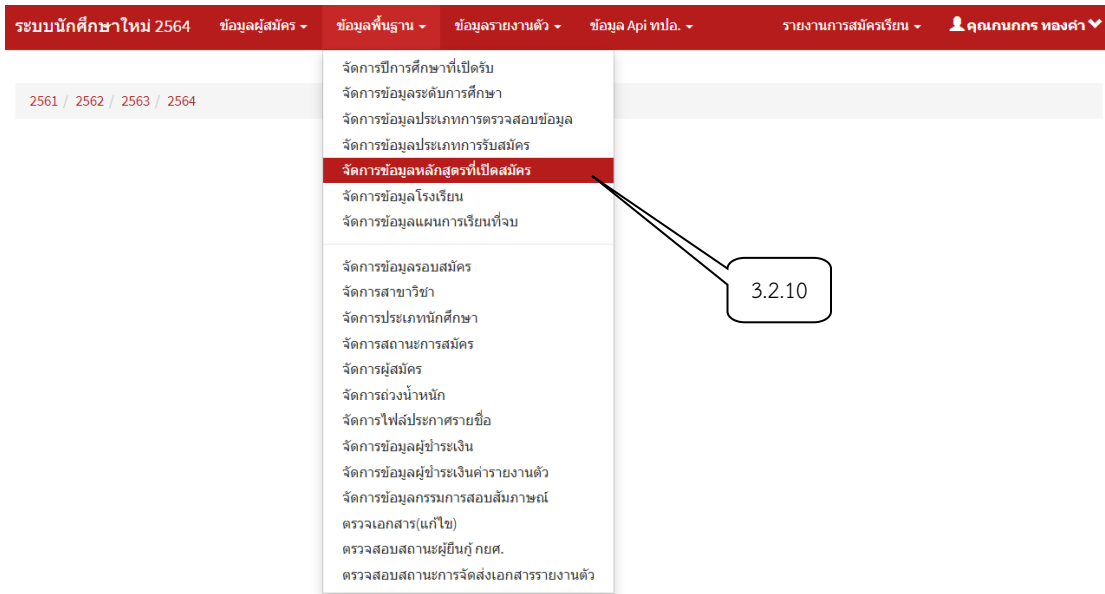 ระบบนักศึกษาใหม่ 2564 ข้อมูลผู้สมัคร ข้อมูลพื้นฐาน ข้อมูลรายงานตัว ข้อมูล Api ทปอ. รายงานการสมัครเรียน คุณกนกกร ทองคำ
จัดการปีการศึกษาที่เปิดรับ
2561 / 2562 / 2563 / 2564
จัดการข้อมูลระดับการศึกษา
จัดการข้อมูลประเภทการตรวจสอบข้อมูล
จัดการข้อมูลประเภทการรับสมัคร
จัดการข้อมูลหลักสูตรที่เปิดสมัคร
จัดการข้อมูลโรงเรียน
จัดการข้อมูลแผนการเรียนที่จบ
จัดการข้อมูลรอบสมัคร
จัดการสาขาวิชา
3.2.10
จัดการประเภทนักศึกษา
จัดการสถานะการสมัคร
จัดการผู้สมัคร
จัดการถ่วงน้ำหนัก
จัดการไฟล์ประกาศรายชื่อ
จัดการข้อมูลผู้ชำระเงิน
จัดการข้อมูลผู้ชำระเงินค่ารายงานตัว
จัดการข้อมูลกรรมการสอบสัมภาษณ์
ตรวจเอกสาร(แก้ไข)
ตรวจสอบสถานะผู้ยืนกู้ กยศ.
ตรวจสอบสถานะการจัดส่งเอกสารรายงานตัว